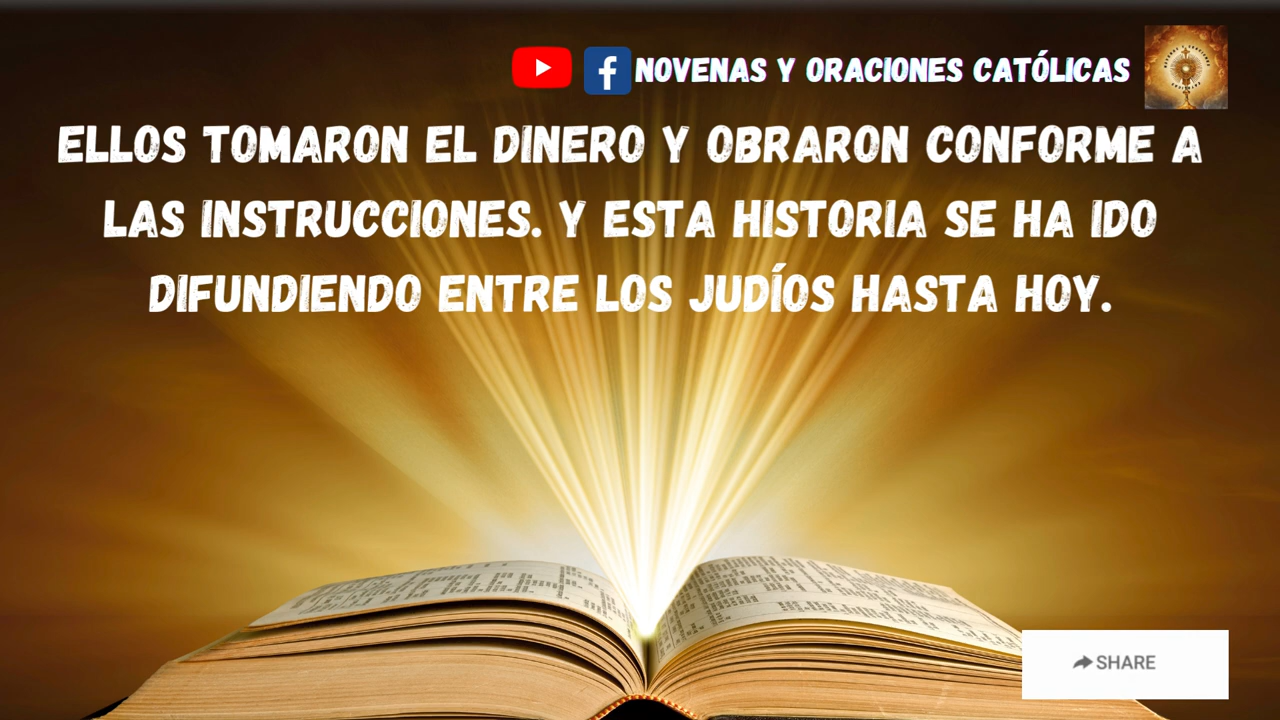 NOVENAS Y ORACIONES CATÓLICAS
ELLOS TOMARON EL DINERO Y OBRARON CONFORME A
LAS INSTRUCCIONES. Y ESTA HISTORIA SE HA IDO
DIFUNDIENDO ENTRE LOS JUDÍOS HASTA HOY.
SHARE